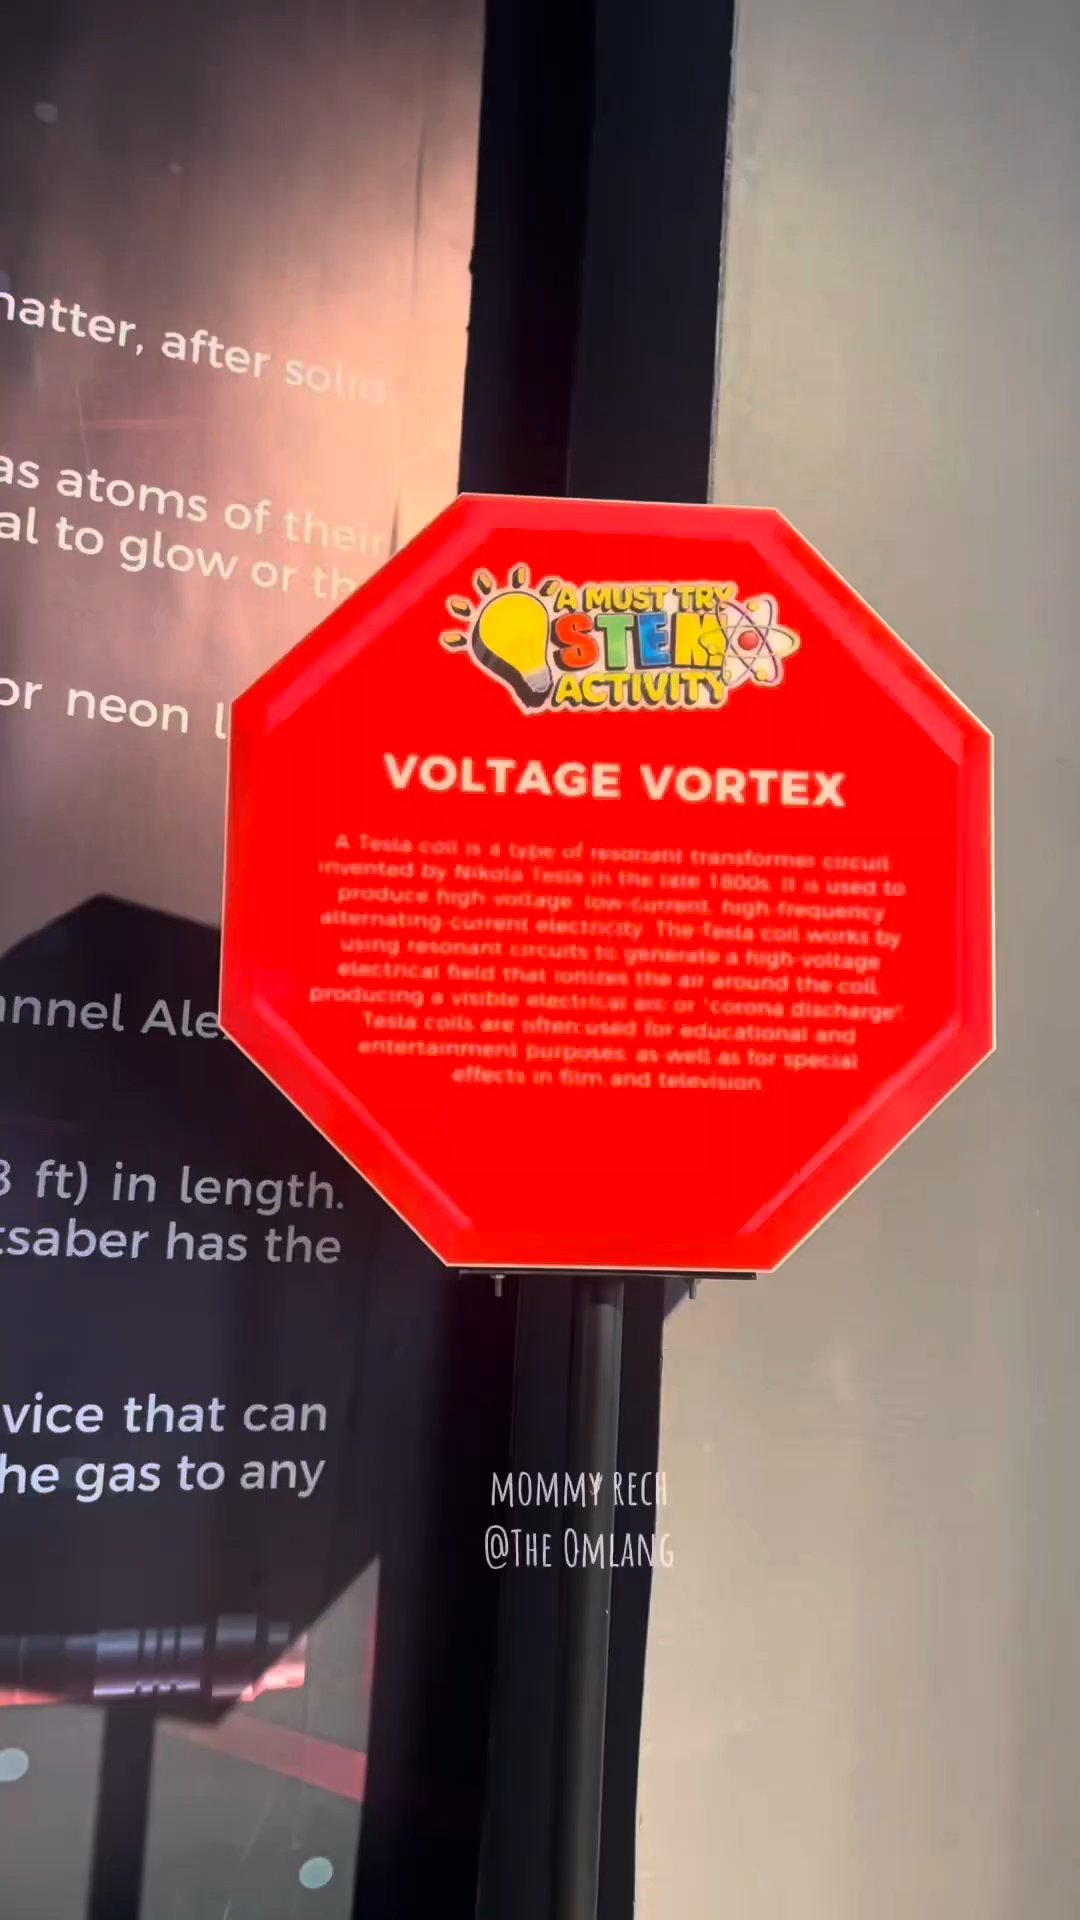 matter, after solid
as atoms of their
al to glow or th
or neon l
annel Ale
3 ft) in length.
tsaber has the
vice that can
he gas to any
A MUST TRY
STEM
ACTIVITY
VOLTAGE VORTEX
A Tesla coil is a type of resonant transformer circuit
invented by Nikola Tesla in the late 1800s. It is used to
produce high-voltage, low-current, high-frequency
alternating-current electricity. The Tesla coil works by
using resonant circuits to generate a high-voltage
electrical field that ionizes the air around the coil,
producing a visible electrical arc or "corona discharge".
Tesla coils are often used for educational and
entertainment purposes, as well as for special
effects in film and television.
MOMMY RECH
@THE OMLANG